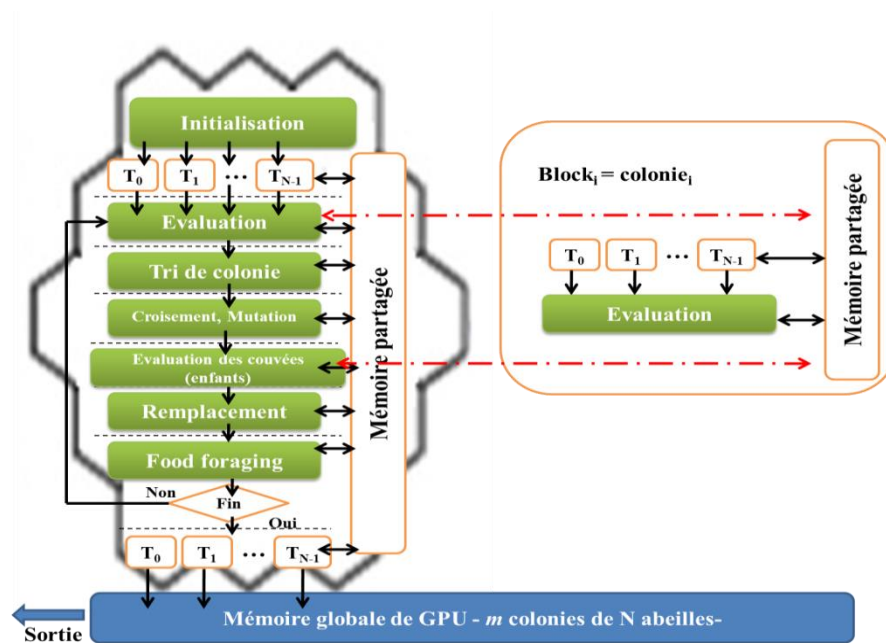 Initialisation
T0 T1 ... TN-1
Evaluation
Tri de colonie
Croisement, Mutation
Evaluation des couvées
(enfants)
Remplacement
Food foraging
Non
Fin
Oui
T0 T1 ... TN-1
Mémoire partagée
Blocki = coloniei
T0 T1 ... TN-1
Evaluation
Mémoire partagée
Mémoire globale de GPU - m colonies de N abeilles-
Sortie